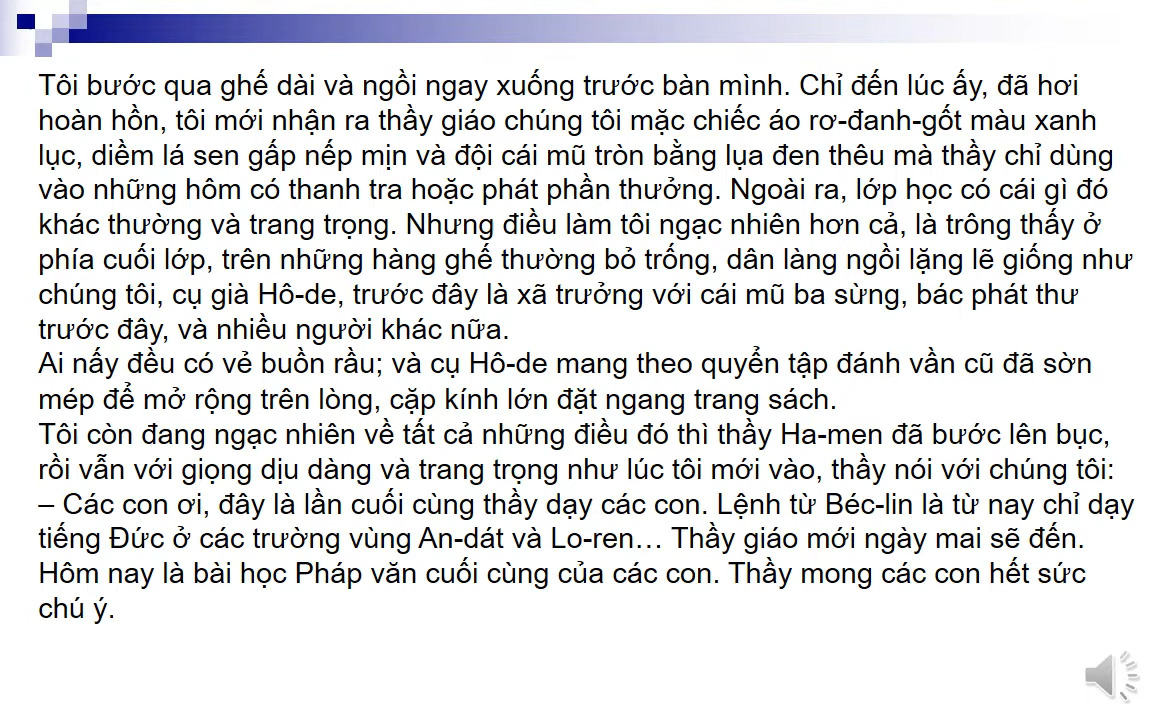 Tôi bước qua ghế dài và ngồi ngay xuống trước bàn mình. Chỉ đến lúc ấy, đã hơi
hoàn hồn, tôi mới nhận ra thầy giáo chúng tôi mặc chiếc áo rơ-đanh-gốt màu xanh
lục, diềm lá sen gấp nếp mịn và đội cái mũ tròn bằng lụa đen thêu mà thầy chỉ dùng
vào những hôm có thanh tra hoặc phát phần thưởng. Ngoài ra, lớp học có cái gì đó
khác thường và trang trọng. Nhưng điều làm tôi ngạc nhiên hơn cả, là trông thấy ở
phía cuối lớp, trên những hàng ghế thường bỏ trống, dân làng ngồi lặng lẽ giống như
chúng tôi, cụ già Hô-de, trước đây là xã trưởng với cái mũ ba sừng, bác phát thư
trước đây, và nhiều người khác nữa.
Ai nấy đều có vẻ buồn rầu; và cụ Hô-de mang theo quyển tập đánh vần cũ đã sờn
mép để mở rộng trên lòng, cặp kính lớn đặt ngang trang sách.
Tôi còn đang ngạc nhiên về tất cả những điều đó thì thầy Ha-men đã bước lên bục,
rồi vẫn với giọng dịu dàng và trang trọng như lúc tôi mới vào, thầy nói với chúng tôi:
– Các con ơi, đây là lần cuối cùng thầy dạy các con. Lệnh từ Béc-lin là từ nay chỉ dạy
tiếng Đức ở các trường vùng An-dát và Lo-ren… Thầy giáo mới ngày mai sẽ đến.
Hôm nay là bài học Pháp văn cuối cùng của các con. Thầy mong các con hết sức
chú ý.